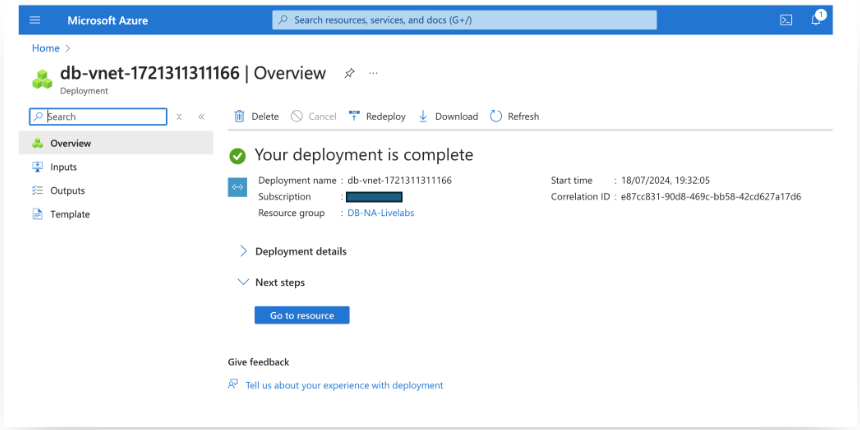 Microsoft Azure
Search resources, services, and docs (G+/)
1
Home >
db-vnet-1721311311166 | Overview ...
Deployment
Search
Overview
Inputs
Outputs
Template
Delete Cancel Redeploy Download Refresh
Your deployment is complete
Deployment name : db-vnet-1721311311166 Start time : 18/07/2024, 19:32:05
Subscription : Correlation ID : e87cc831-90d8-469c-bb58-42cd627a17d6
Resource group : DB-NA-Livelabs
Deployment details
Next steps
Go to resource
Give feedback
Tell us about your experience with deployment